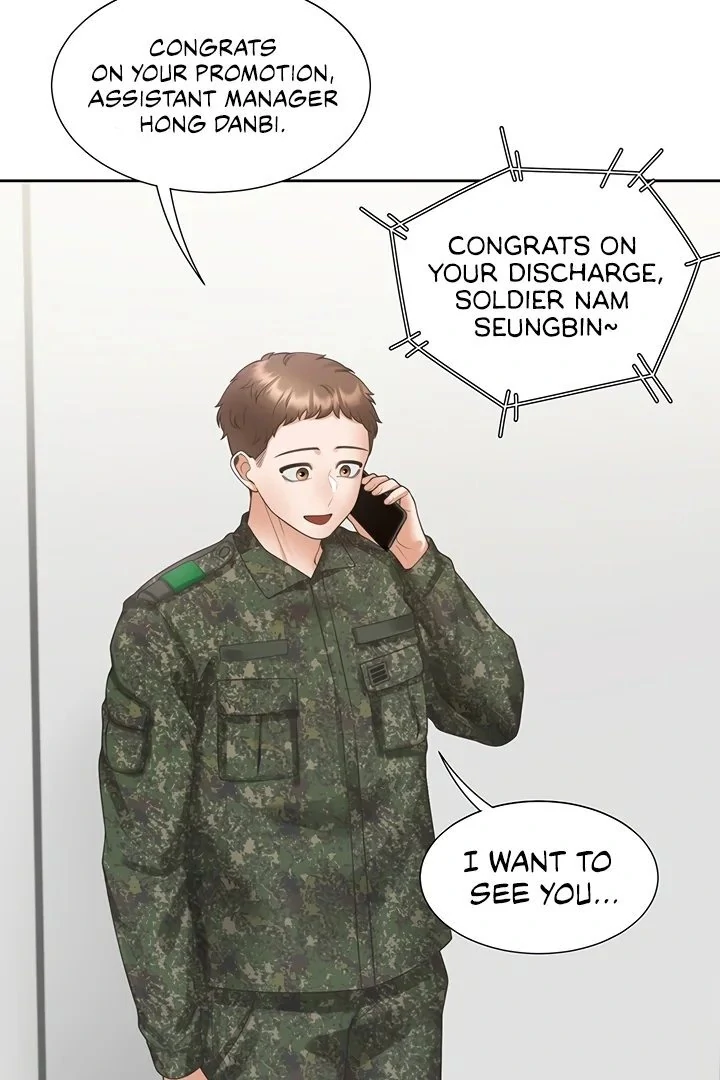 CONGRATS
ON YOUR PROMOTION,
ASSISTANT MANAGER
HONG DANBI.
CONGRATS ON
YOUR DISCHARGE,
SOLDIER NAM
SEUNGBIN~
I WANT TO
SEE YOU...